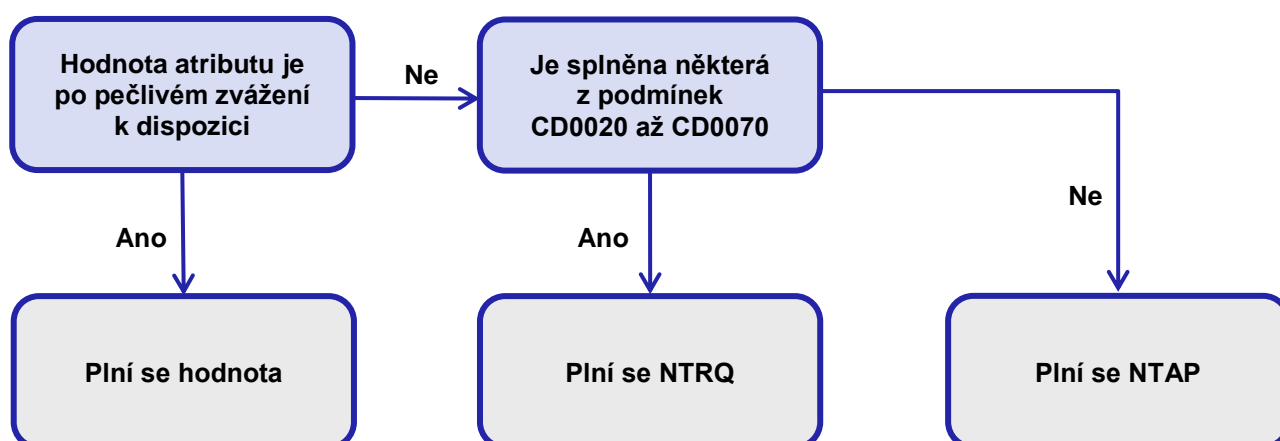 Hodnota atributu je
po pečlivém zvážení
k dispozici
Ne
Je splněna některá
z podmínek
CD0020 až CD0070
Ne
Ano
Ano
Plní se hodnota
Plní se NTRQ
Plní se NTAP